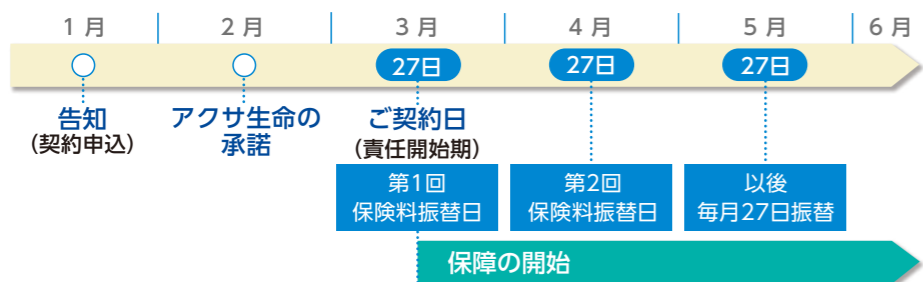 1月 2月 3月 4月 5月 6月
27日 27日 27日
告知
(契約申込)
アクサ生命の
承諾
ご契約日
(責任開始期)
第1回
保険料振替日
第2回
保険料振替日
以後
毎月27日振替
保障の開始